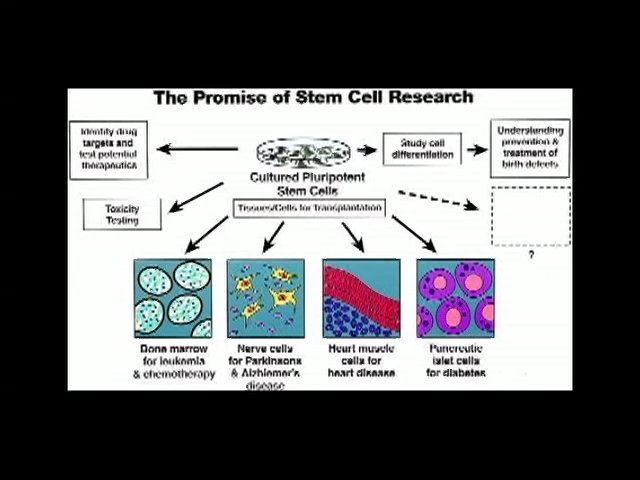 The Promise of Stem Cell Research
Identify drug
targets and
test potential
therapeutics
Cultured Pluripotent
Stem Cells
Study cell
differentiation
Understanding
prevention &
treatment of
birth defects
Toxicity
Testing
Tissues/Cells for Transplantation
?
Bone marrow
for leukemia
& chemotherapy
Nerve cells
for Parkinsons
& Alzhiemer's
disease
Heart muscle
cells for
heart disease
Pancreatic
islet cells
for diabetes